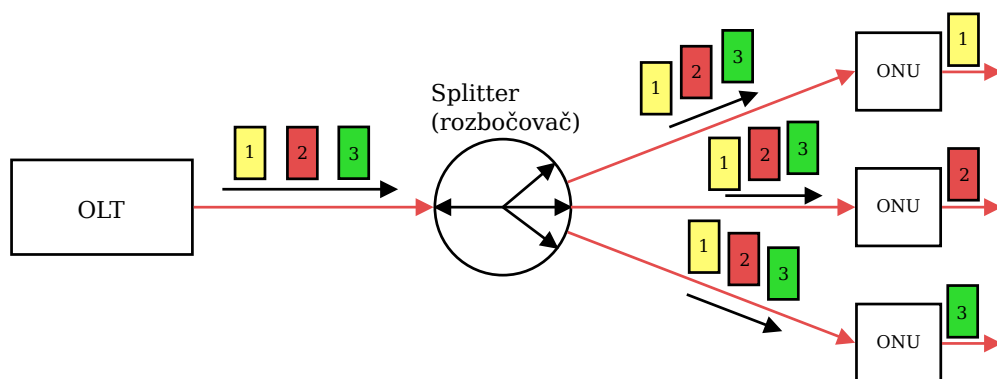 OLT
1 2 3
Splitter
(rozbočovač)
1 2 3
ONU
1
1 2 3
ONU
2
1 2 3
ONU
3